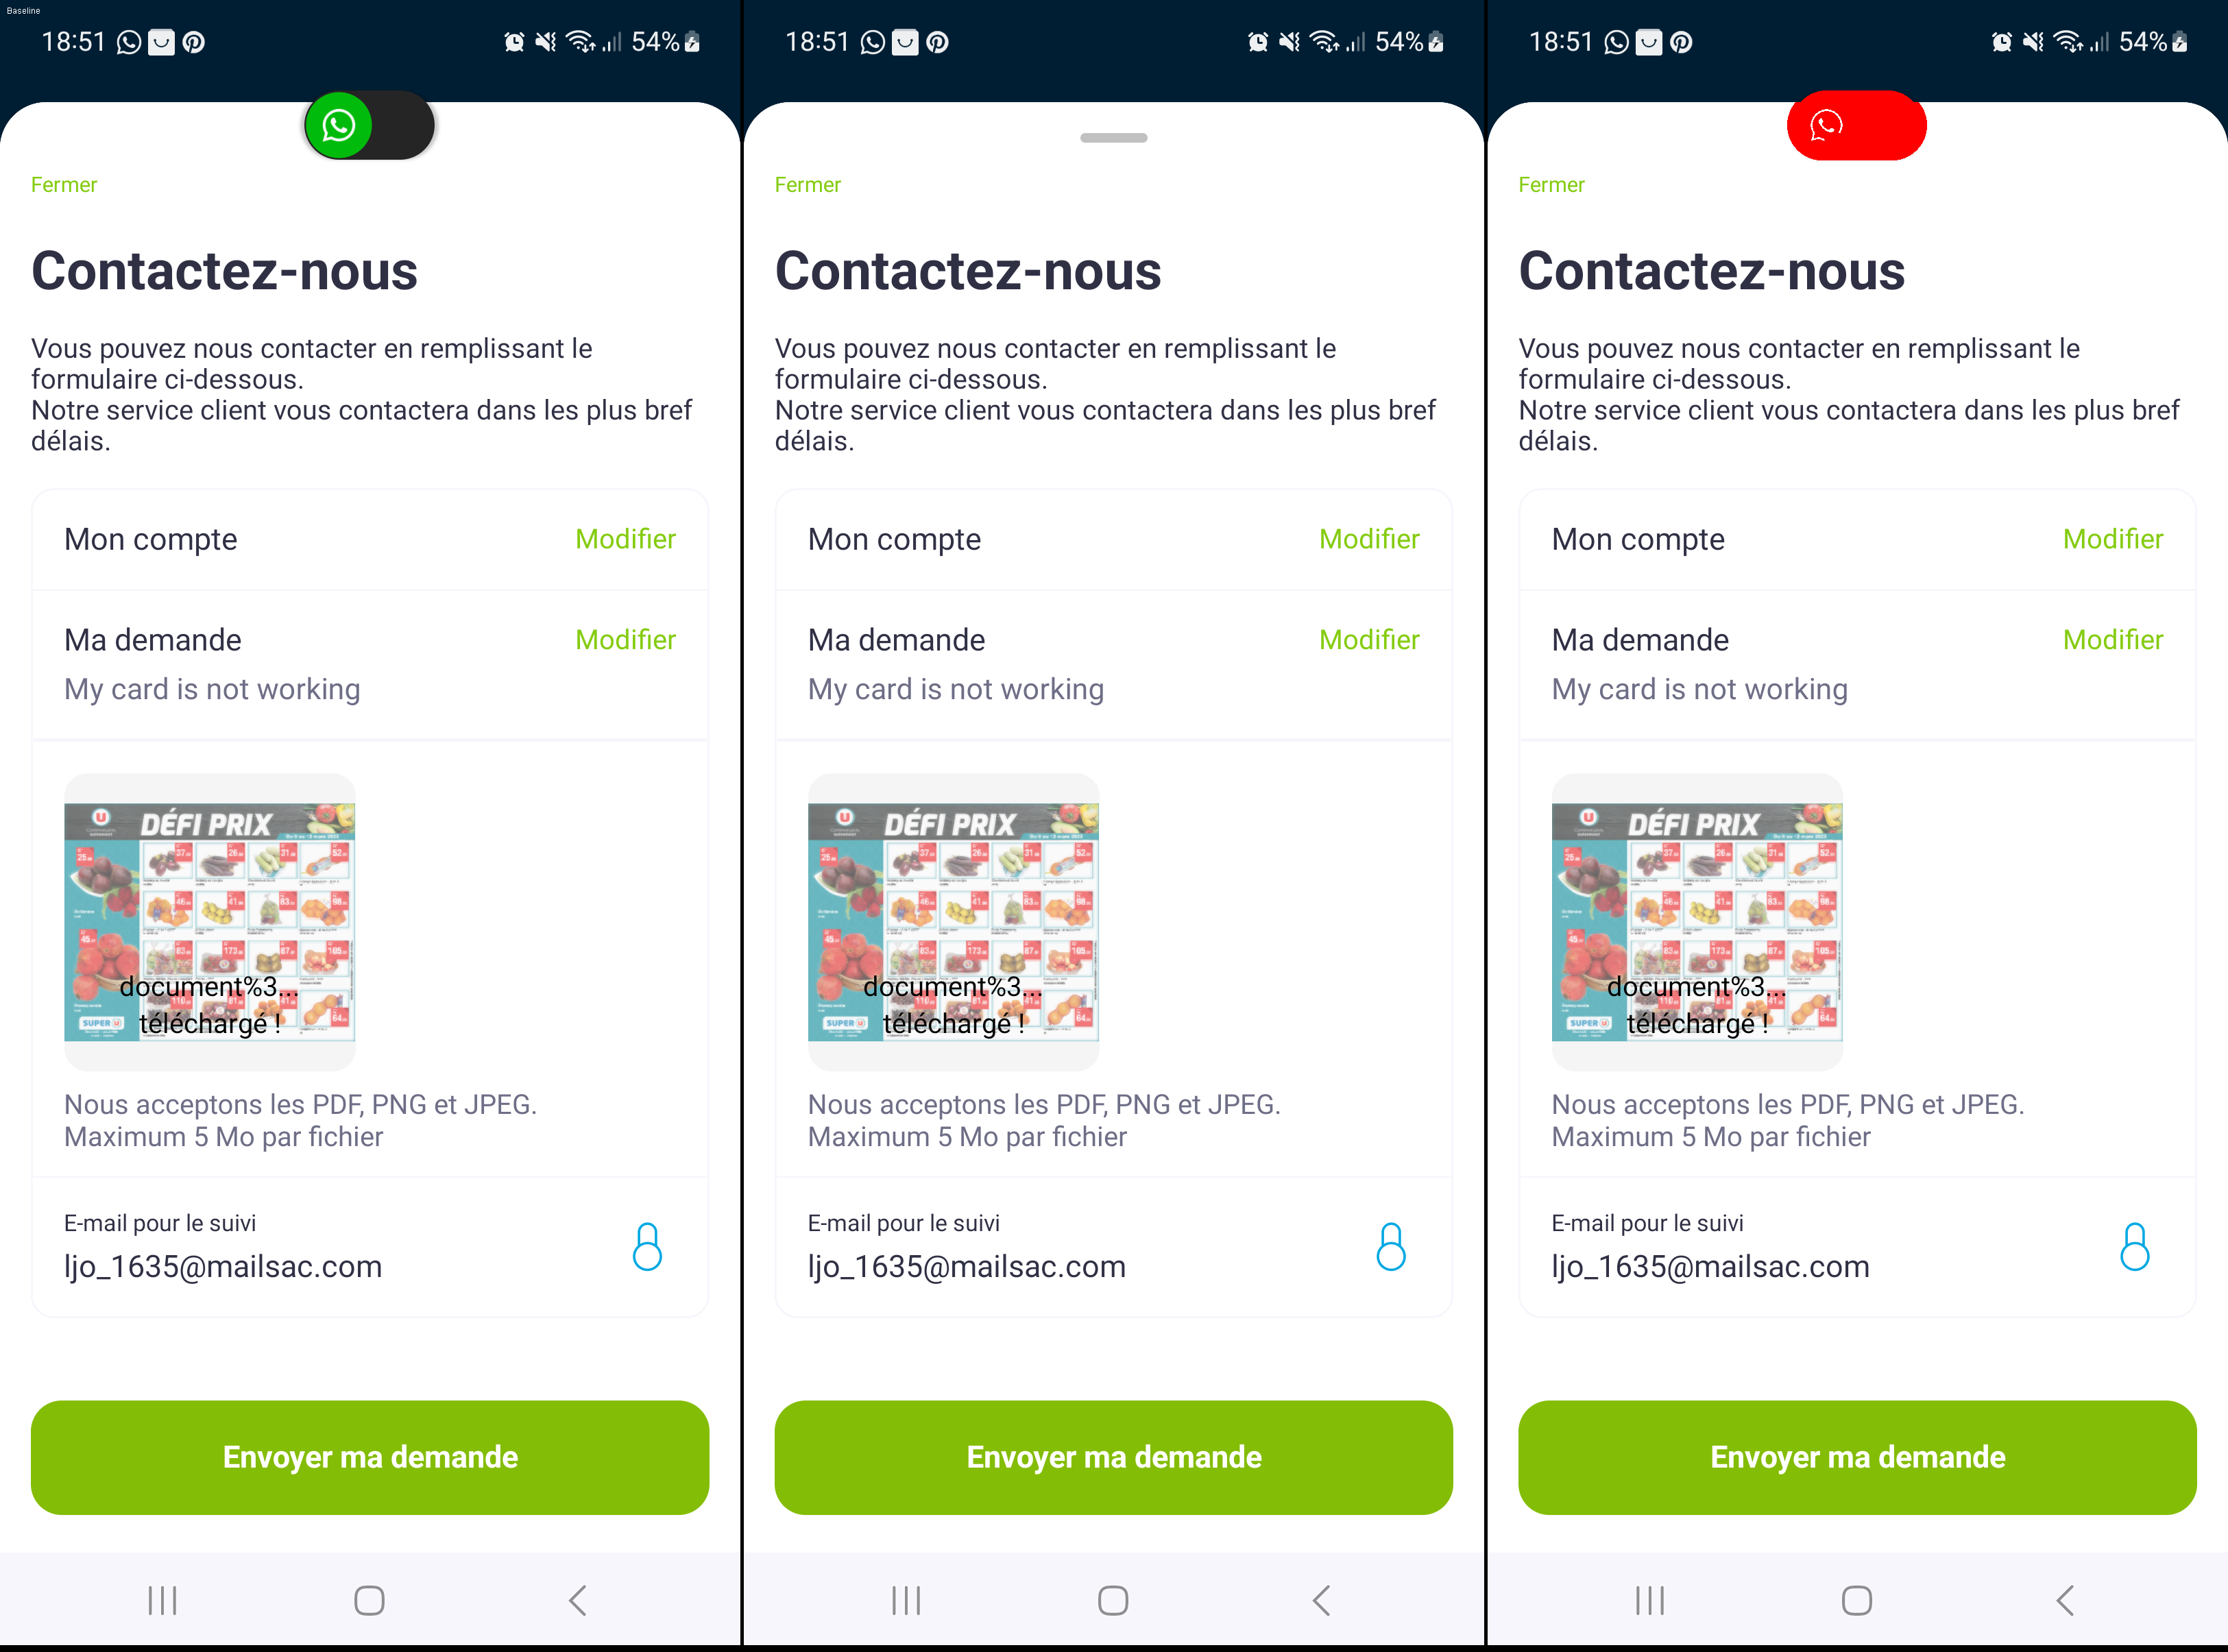 Baseline
18:51
54%
Fermer
Contactez-nous
Vous pouvez nous contacter en remplissant le
formulaire ci-dessous.
Notre service client vous contactera dans les plus bref
délais.
Mon compte
Modifier
Ma demande
Modifier
My card is not working
U
DÉFI PRIX
document%3...
téléchargé !
SUPER U
Nous acceptons les PDF, PNG et JPEG.
Maximum 5 Mo par fichier
E-mail pour le suivi
ljo_1635@mailsac.com
Envoyer ma demande
18:51
54%
Fermer
Contactez-nous
Vous pouvez nous contacter en remplissant le
formulaire ci-dessous.
Notre service client vous contactera dans les plus bref
délais.
Mon compte
Modifier
Ma demande
Modifier
My card is not working
U
DÉFI PRIX
document%3...
téléchargé !
SUPER U
Nous acceptons les PDF, PNG et JPEG.
Maximum 5 Mo par fichier
E-mail pour le suivi
ljo_1635@mailsac.com
Envoyer ma demande
18:51
54%
Fermer
Contactez-nous
Vous pouvez nous contacter en remplissant le
formulaire ci-dessous.
Notre service client vous contactera dans les plus bref
délais.
Mon compte
Modifier
Ma demande
Modifier
My card is not working
U
DÉFI PRIX
document%3...
téléchargé !
SUPER U
Nous acceptons les PDF, PNG et JPEG.
Maximum 5 Mo par fichier
E-mail pour le suivi
ljo_1635@mailsac.com
Envoyer ma demande